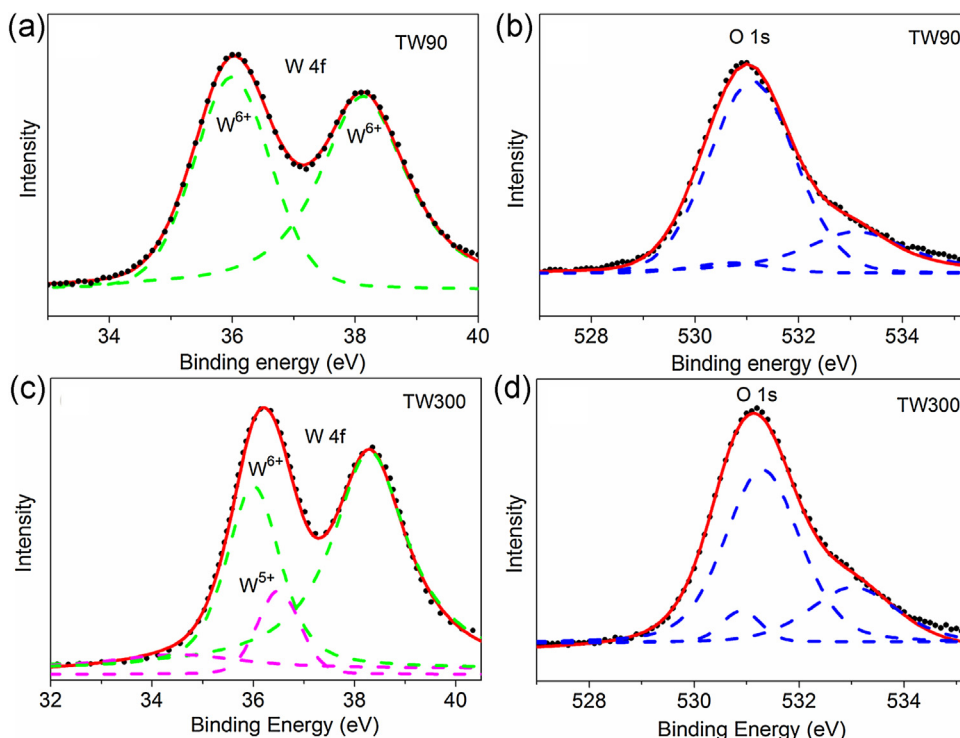 (a)
TW90
W 4f
W6+
W6+
Intensity
34
36
38
40
Binding energy (eV)
(b)
O 1s
TW90
Intensity
528
530
532
534
Binding energy (eV)
(c)
TW300
W 4f
W6+
W5+
Intensity
32
34
36
38
40
Binding Energy (eV)
(d)
O 1s
TW300
Intensity
528
530
532
534
Binding Energy (eV)